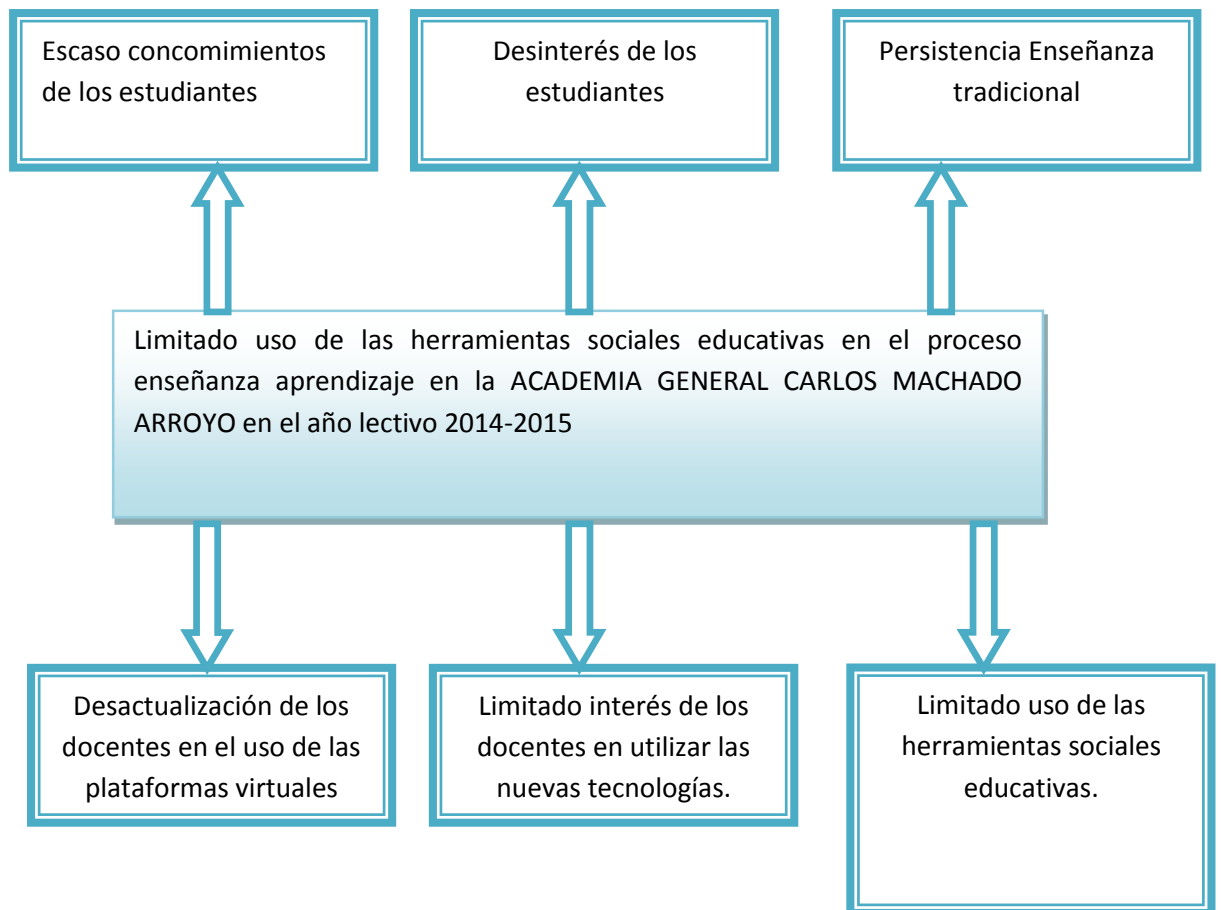 Escaso concomimientos
de los estudiantes
Desinterés de los
estudiantes
Persistencia Enseñanza
tradicional
Limitado uso de las herramientas sociales educativas en el proceso
enseñanza aprendizaje en la ACADEMIA GENERAL CARLOS MACHADO
ARROYO en el año lectivo 2014-2015
Desactualización de los
docentes en el uso de las
plataformas virtuales
Limitado interés de los
docentes en utilizar las
nuevas tecnologías.
Limitado uso de las
herramientas sociales
educativas.